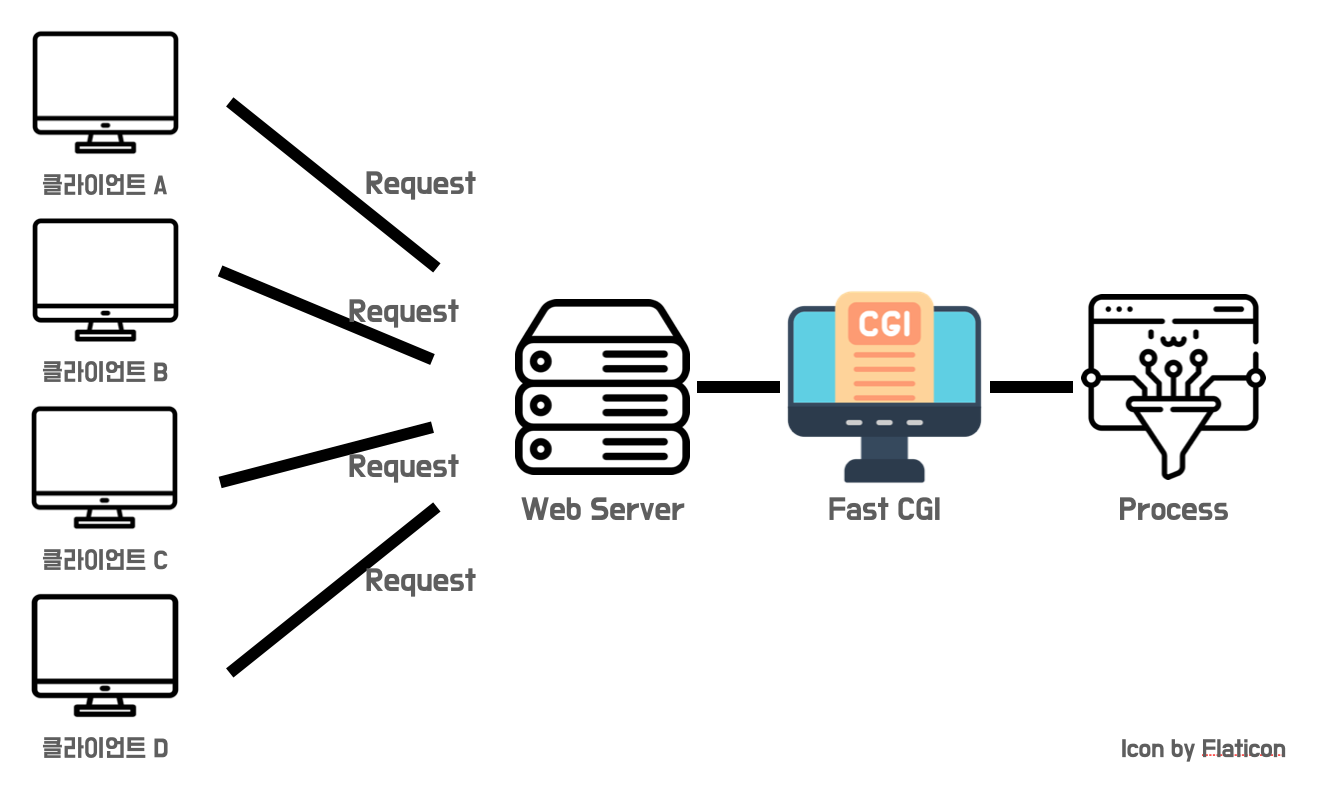 클라이언트 A
Request
클라이언트 B
Request
클라이언트 C
Request
클라이언트 D
Request
CGI
Web Server
Fast CGI
Process
Icon by Flaticon